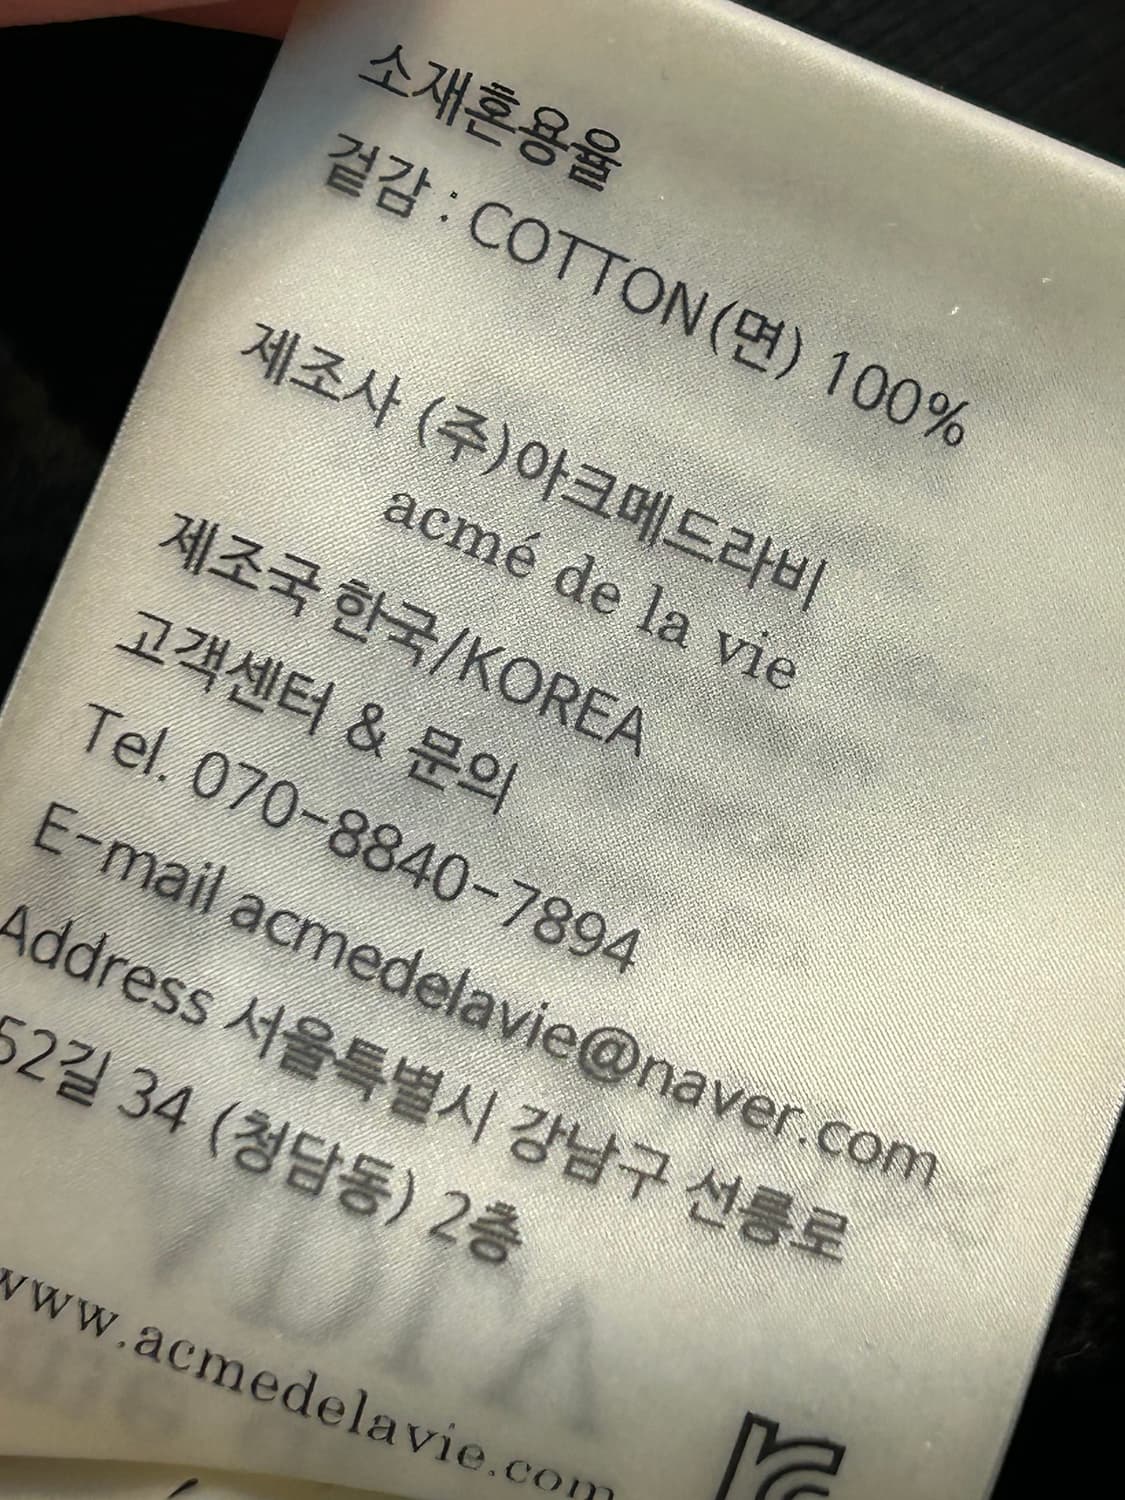 소재혼용율
겉감 : COTTON(면) 100%
제조사 (주)아크메드라비
acmé de la vie
제조국 한국/KOREA
고객센터 & 문의
Tel. 070-8840-7894
E-mail acmedelavie@naver.com
Address 서울특별시 강남구 선릉로
52길 34 (청담동) 2층
www.acmedelavie.com